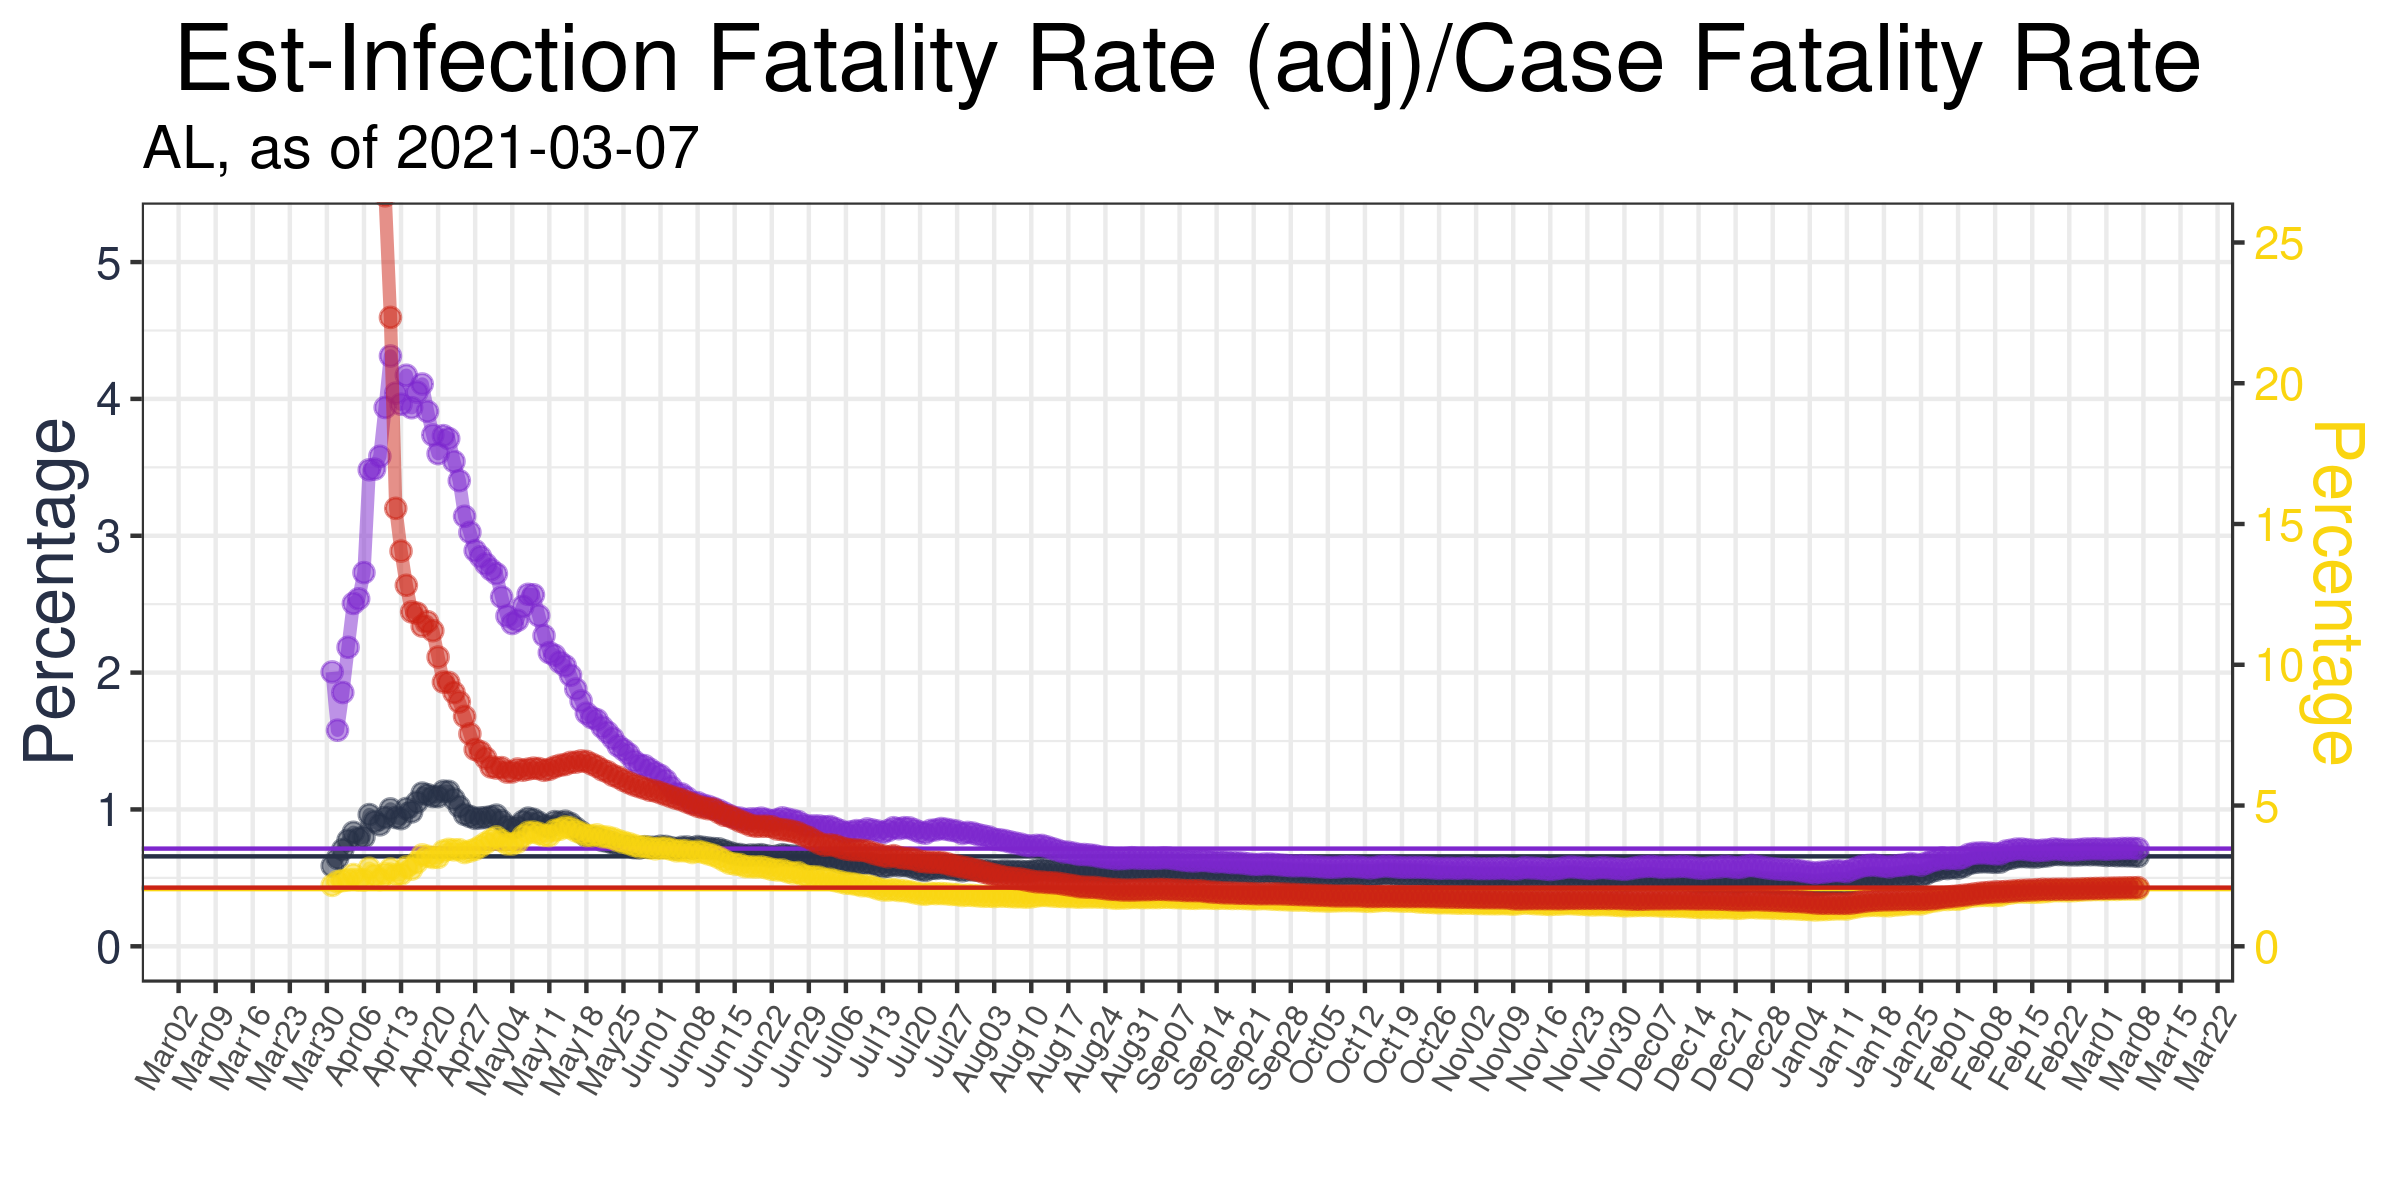 Est-Infection Fatality Rate (adj)/Case Fatality Rate
AL, as of 2021-03-07
Percentage
5
4
3
2
1
0
25
20
15
10
5
0
Percentage
Mar02
Mar09
Mar16
Mar23
Mar30
Apr06
Apr13
Apr20
Apr27
May04
May11
May18
May25
Jun01
Jun08
Jun15
Jun22
Jun29
Jul06
Jul13
Jul20
Jul27
Aug03
Aug10
Aug17
Aug24
Aug31
Sep07
Sep14
Sep21
Sep28
Oct05
Oct12
Oct19
Oct26
Nov02
Nov09
Nov16
Nov23
Nov30
Dec07
Dec14
Dec21
Dec28
Dec04
Jan11
Jan18
Jan25
Feb01
Feb08
Feb15
Feb22
Mar01
Mar08
Mar15
Mar22